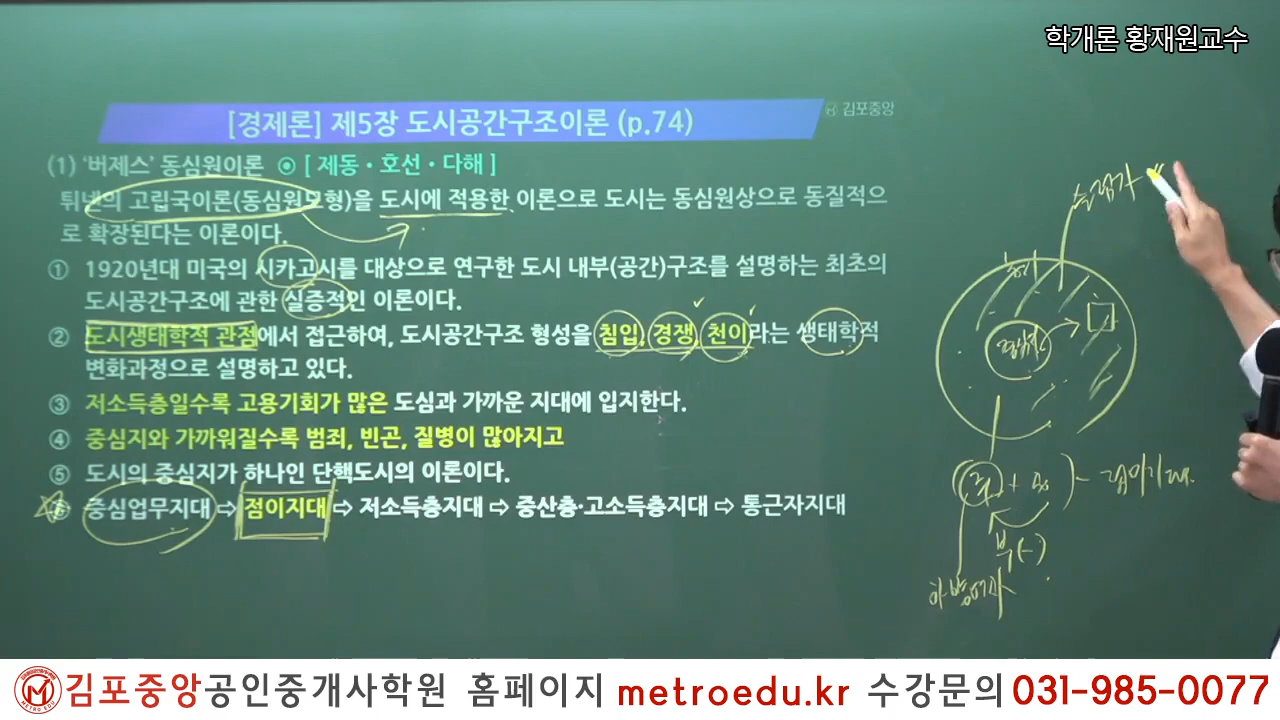 학개론 황재원교수
[경제론] 제5장 도시공간구조이론 (p.74)
김포중앙
(1) '버제스' 동심원이론 ◉ [ 제동·호선·다해 ]
튀넨의 고립국이론(동심원모형)을 도시에 적용한 이론으로 도시는 동심원상으로 동질적으
로 확장된다는 이론이다.
① 1920년대 미국의 시카고시를 대상으로 연구한 도시 내부(공간)구조를 설명하는 최초의
도시공간구조에 관한 실증적인 이론이다.
② 도시생태학적 관점에서 접근하여, 도시공간구조 형성을 침입, 경쟁, 천이라는 생태학적
변화과정으로 설명하고 있다.
③ 저소득층일수록 고용기회가 많은 도심과 가까운 지대에 입지한다.
④ 중심지와 가까워질수록 범죄, 빈곤, 질병이 많아지고
⑤ 도시의 중심지가 하나인 단핵도시의 이론이다.
⑥ 중심업무지대 ⇨ 점이지대 ⇨ 저소득층지대 ⇨ 중산층·고소득층지대 ⇨ 통근자지대
부(-)
METRO EDU
김포중앙공인중개사학원 홈페이지 metroedu.kr 수강문의 031-985-0077